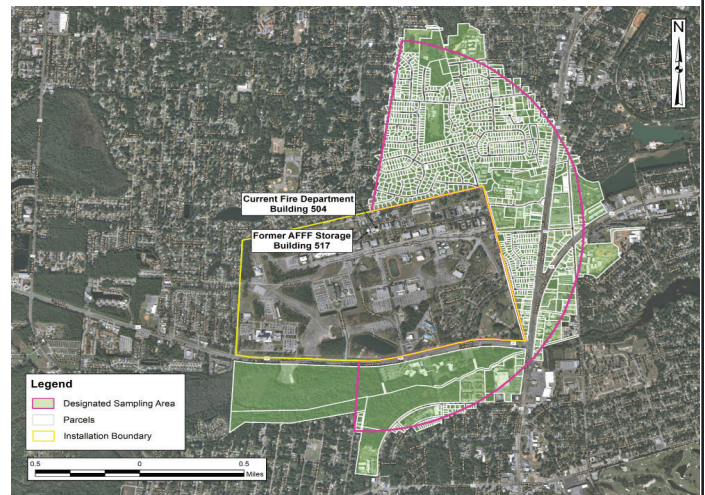 N
Current Fire Department
Building 504
Former AFFF Storage
Building 517
Legend
Designated Sampling Area
Parcels
Installation Boundary
0.5
0
0.5
Miles